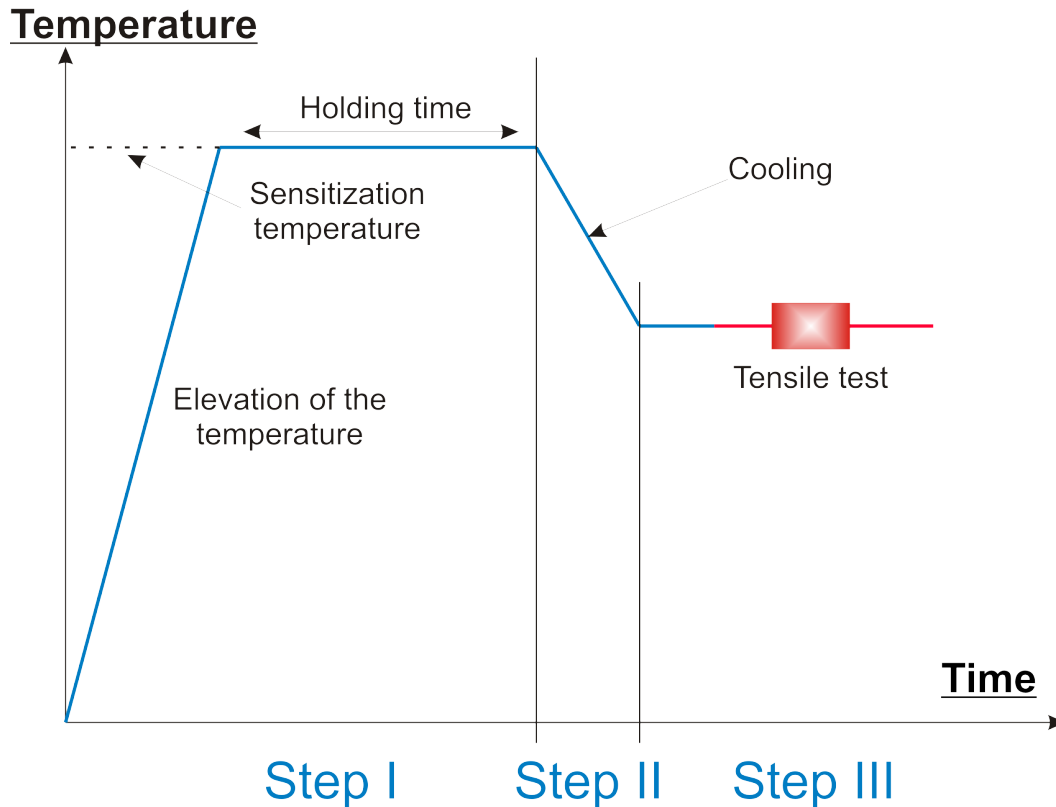 Temperature
Holding time
Cooling
Sensitization
temperature
Tensile test
Elevation of the
temperature
Time
Step I
Step II
Step III